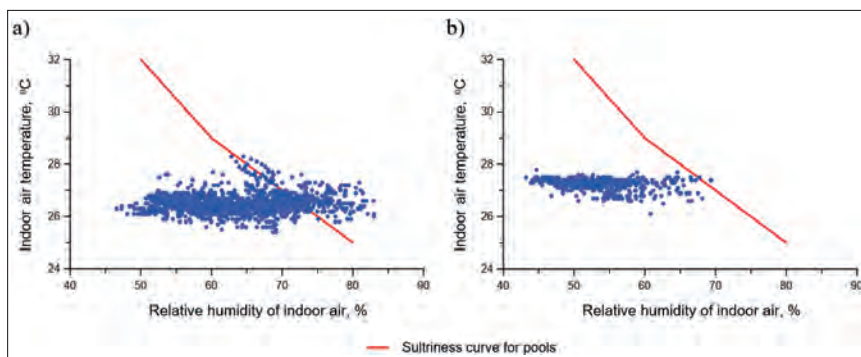 a)
32
30
28
26
24
Indoor air temperature, ºC
40 50 60 70 80 90
Relative humidity of indoor air, %
b)
32
30
28
26
24
Indoor air temperature, ºC
40 50 60 70 80 90
Relative humidity of indoor air, %
Sultriness curve for pools